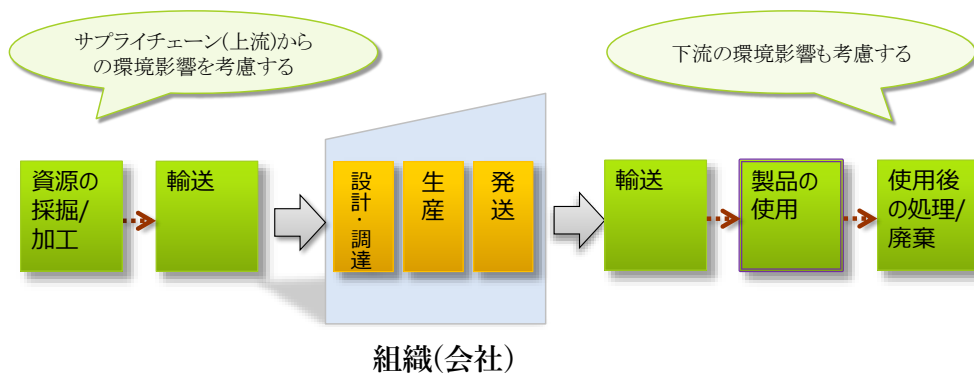 サプライチェーン(上流)から
の環境影響を考慮する
下流の環境影響も考慮する
資源の
採掘/
加工
輸送
設計・調達
生産
発送
輸送
製品の
使用
使用後
の処理/
廃棄
組織(会社)